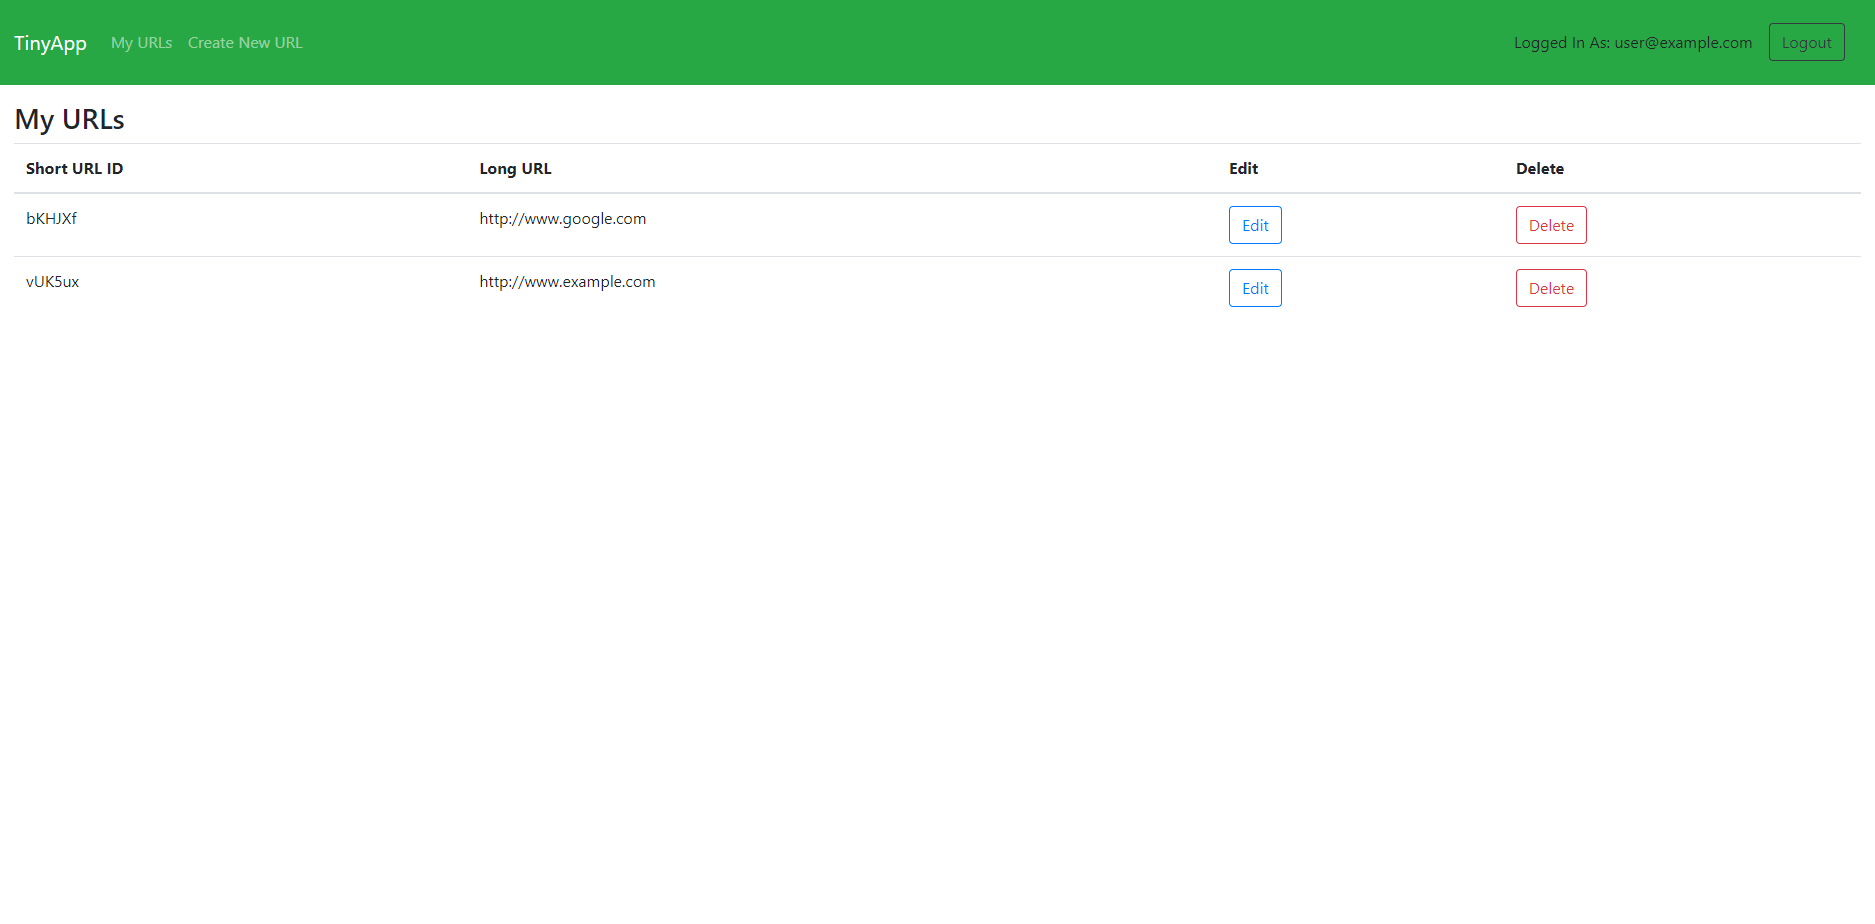 TinyApp My URLs Create New URL Logged In As: user@example.com Logout
My URLs
Short URL ID Long URL Edit Delete
bKHJXf http://www.google.com Edit Delete
vUK5ux http://www.example.com Edit Delete